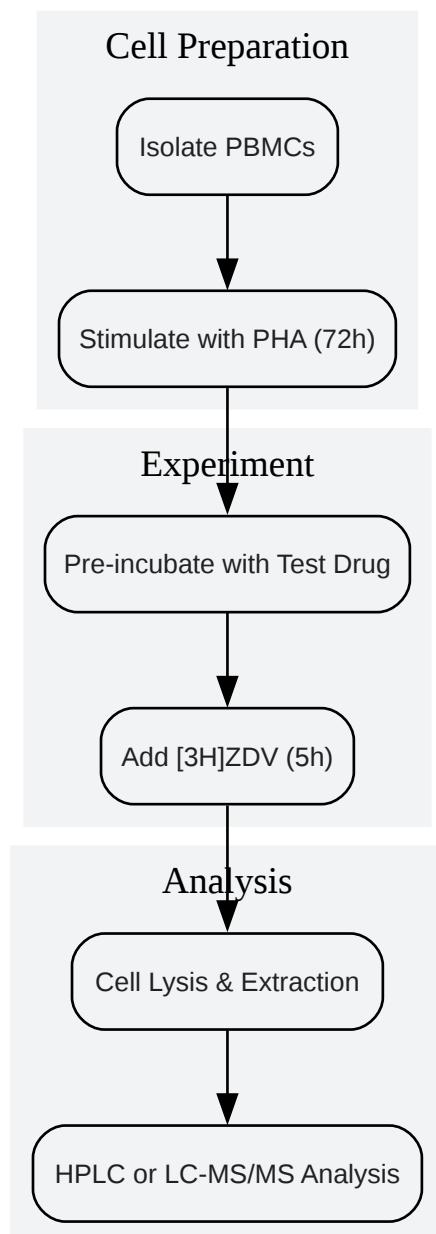 Cell Preparation
Isolate PBMCs
Stimulate with PHA (72h)
Experiment
Pre-incubate with Test Drug
Add [3H]ZDV (5h)
Analysis
Cell Lysis & Extraction
HPLC or LC-MS/MS Analysis